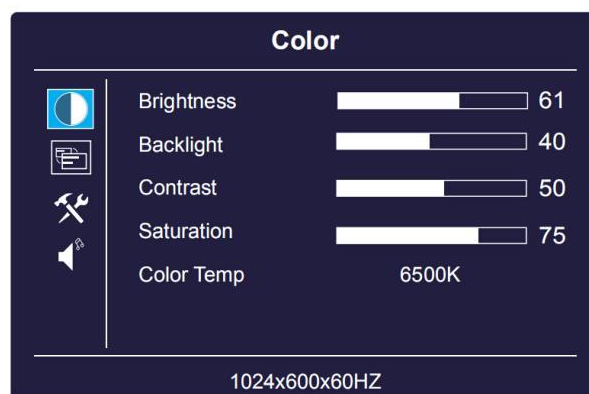 Color
Brightness 61
Backlight 40
Contrast 50
Saturation 75
Color Temp 6500K
1024x600x60HZ